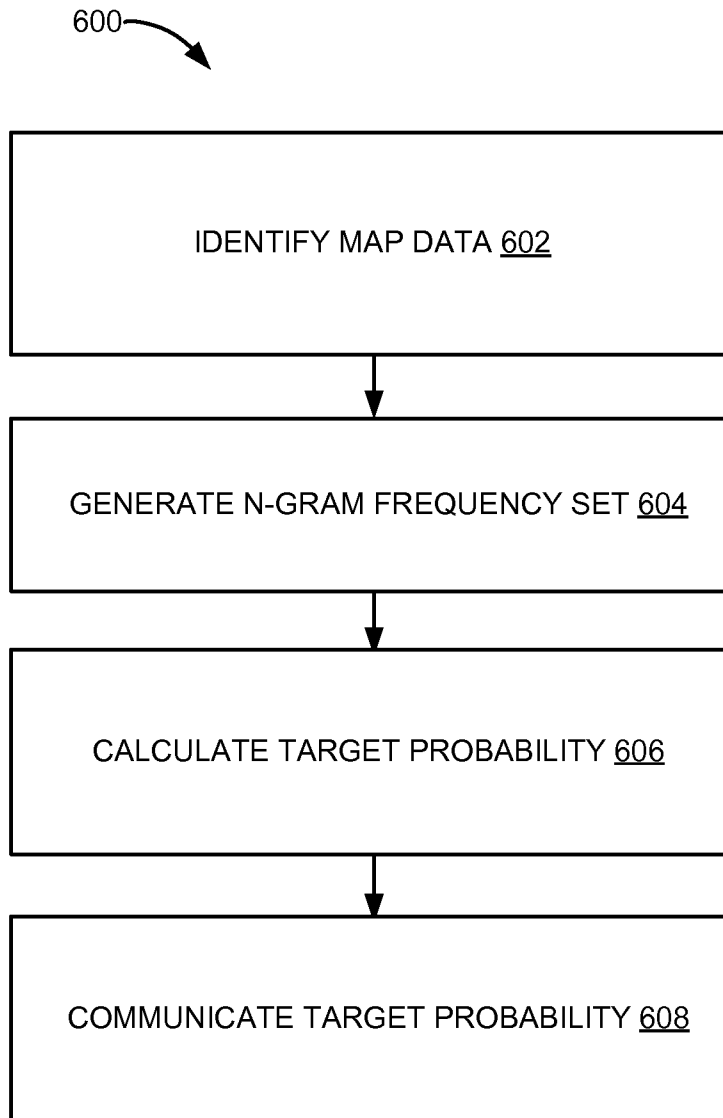 600
IDENTIFY MAP DATA 602
GENERATE N-GRAM FREQUENCY SET 604
CALCULATE TARGET PROBABILITY 606
COMMUNICATE TARGET PROBABILITY 608